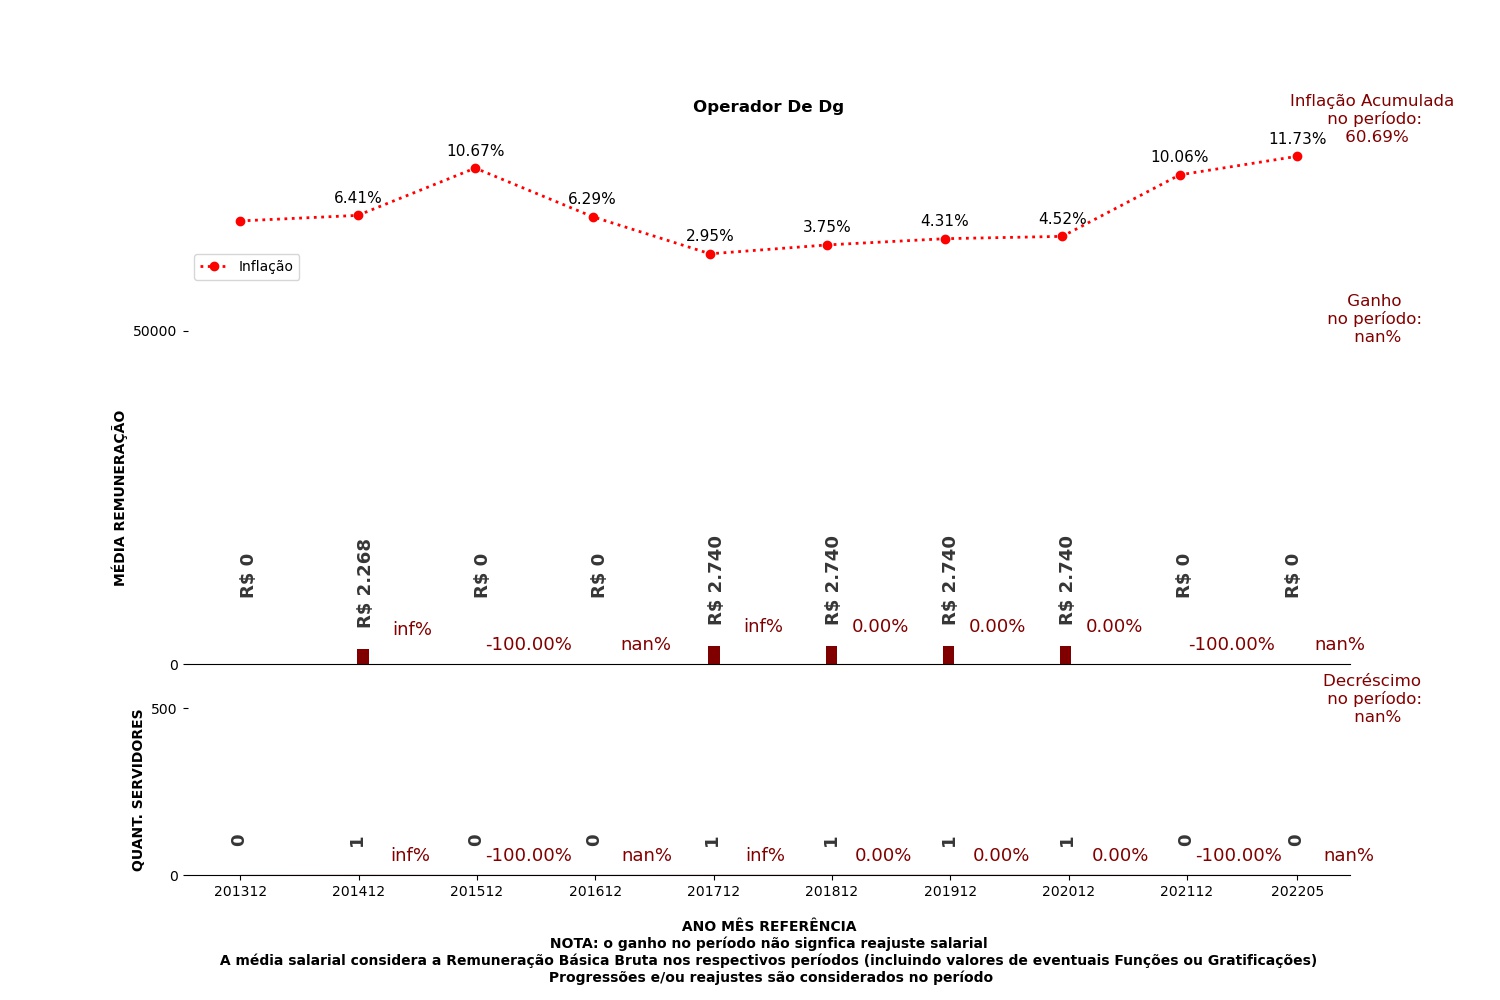 Operador De Dg
Inflação Acumulada
no período:
60.69%
6.41%
10.67%
6.29%
2.95%
3.75%
4.31%
4.52%
10.06%
11.73%
Inflação
Ganho
no período:
nan%
50000
0
MÉDIA REMUNERAÇÃO
R$ 0
R$ 2.268
R$ 0
R$ 0
R$ 2.740
R$ 2.740
R$ 2.740
R$ 2.740
R$ 0
R$ 0
inf%
-100.00%
nan%
inf%
0.00%
0.00%
0.00%
-100.00%
nan%
Decréscimo
no período:
nan%
500
0
QUANT. SERVIDORES
0
1
0
0
1
1
1
1
0
0
inf%
-100.00%
nan%
inf%
0.00%
0.00%
0.00%
-100.00%
nan%
201312
201412
201512
201612
201712
201812
201912
202012
202112
202205
ANO MÊS REFERÊNCIA
NOTA: o ganho no período não signfica reajuste salarial
A média salarial considera a Remuneração Básica Bruta nos respectivos períodos (incluindo valores de eventuais Funções ou Gratificações)
Progressões e/ou reajustes são considerados no período